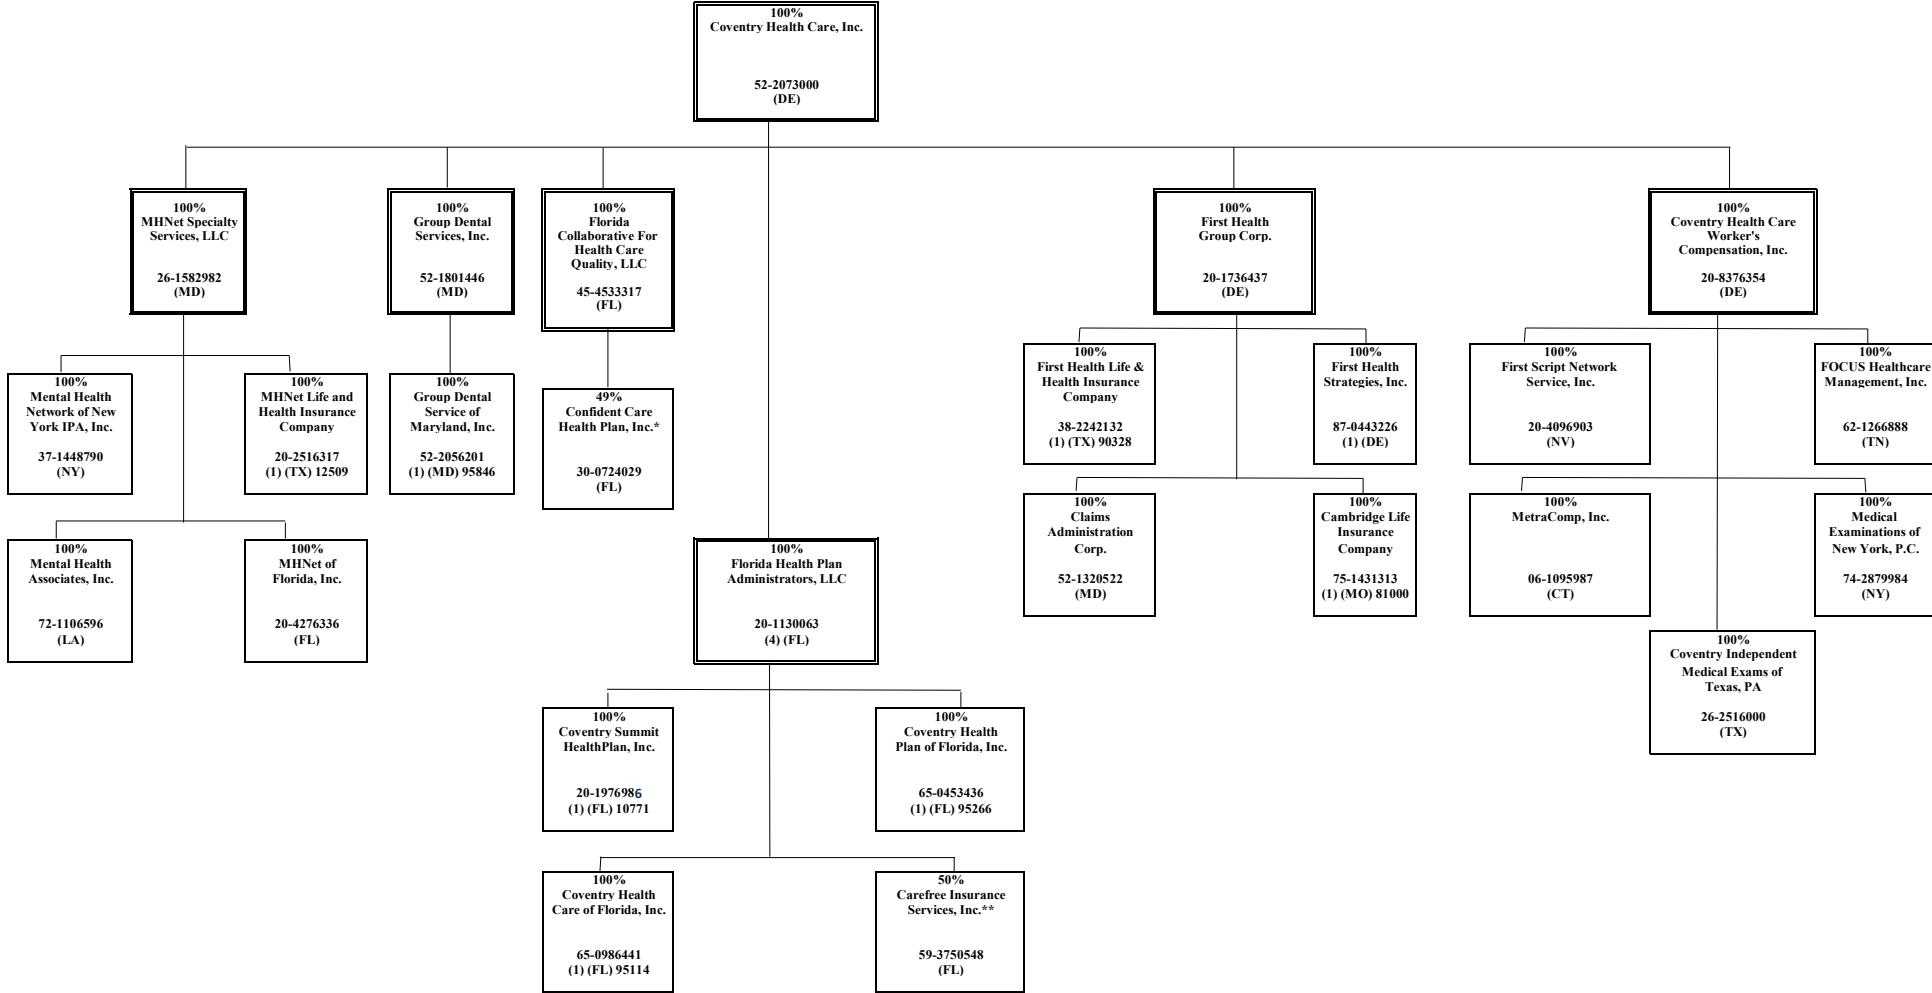 100%
Coventry Health Care, Inc.
52-2073000
(DE)
100%
MHNet Specialty
Services, LLC
26-1582982
(MD)
100%
Group Dental
Services, Inc.
52-1801446
(MD)
100%
Florida
Collaborative For
Health Care
Quality, LLC
45-4533317
(FL)
100%
First Health
Group Corp.
20-1736437
(DE)
100%
Coventry Health Care
Worker's
Compensation, Inc.
20-8376354
(DE)
100%
Mental Health
Network of New
York IPA, Inc.
37-1448790
(NY)
100%
MHNet Life and
Health Insurance
Company
20-2516317
(1) (TX) 12509
100%
Group Dental
Service of
Maryland, Inc.
52-2056201
(1) (MD) 95846
49%
Confident Care
Health Plan, Inc.*
30-0724029
(FL)
100%
First Health Life &
Health Insurance
Company
38-2242132
(1) (TX) 90328
100%
First Health
Strategies, Inc.
87-0443226
(1) (DE)
100%
First Script Network
Service, Inc.
20-4096903
(NV)
100%
FOCUS Healthcare
Management, Inc.
62-1266888
(TN)
100%
Mental Health
Associates, Inc.
72-1106596
(LA)
100%
MHNet of
Florida, Inc.
20-4276336
(FL)
100%
Florida Health Plan
Administrators, LLC
20-1130063
(4) (FL)
100%
Claims
Administration
Corp.
52-1320522
(MD)
100%
Cambridge Life
Insurance
Company
75-1431313
(1) (MO) 81000
100%
MetraComp, Inc.
06-1095987
(CT)
100%
Medical
Examinations of
New York, P.C.
74-2879984
(NY)
100%
Coventry Independent
Medical Exams of
Texas, PA
26-2516000
(TX)
100%
Coventry Summit
HealthPlan, Inc.
20-1976986
(1) (FL) 10771
100%
Coventry Health
Plan of Florida, Inc.
65-0453436
(1) (FL) 95266
100%
Coventry Health
Care of Florida, Inc.
65-0986441
(1) (FL) 95114
50%
Carefree Insurance
Services, Inc.**
59-3750548
(FL)